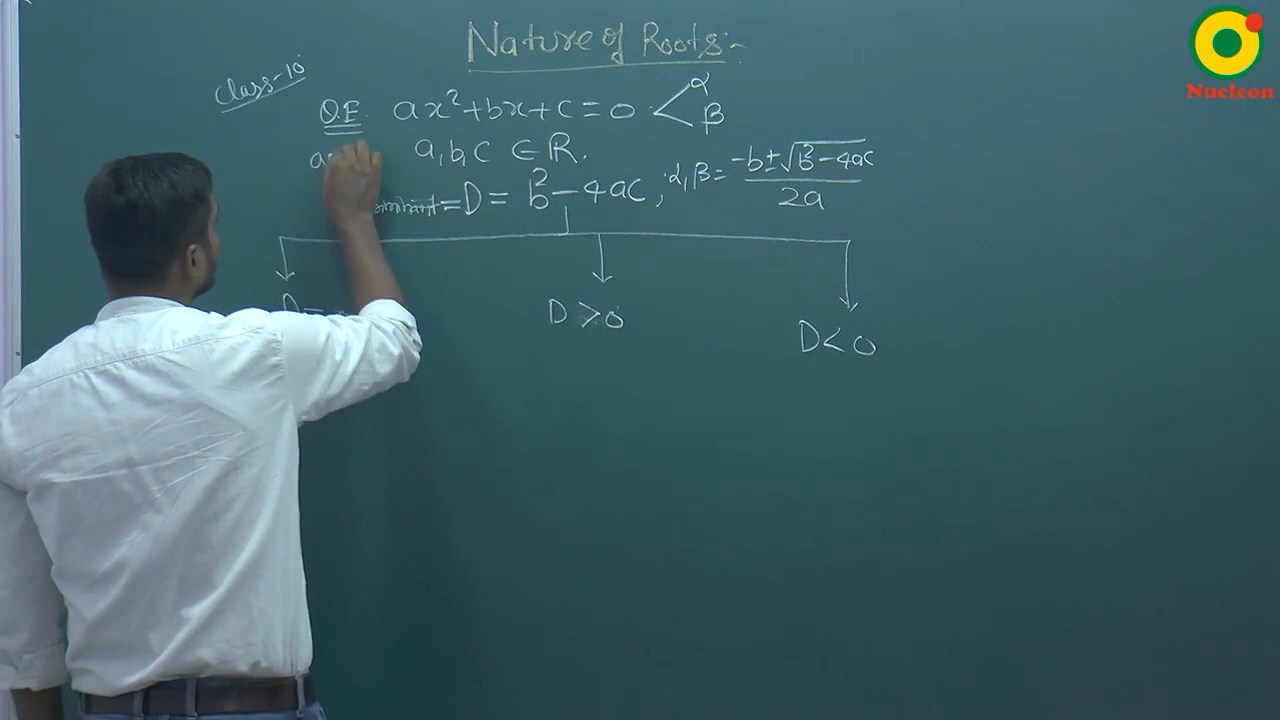 Nature of Roots:-
Class-10
Q.E. ax²+bx+c=0 < α β
a,b,c ∈ R.
=D= b²-4ac, α,β = -b±√b²-4ac / 2a
D > 0
D < 0
Nucleon